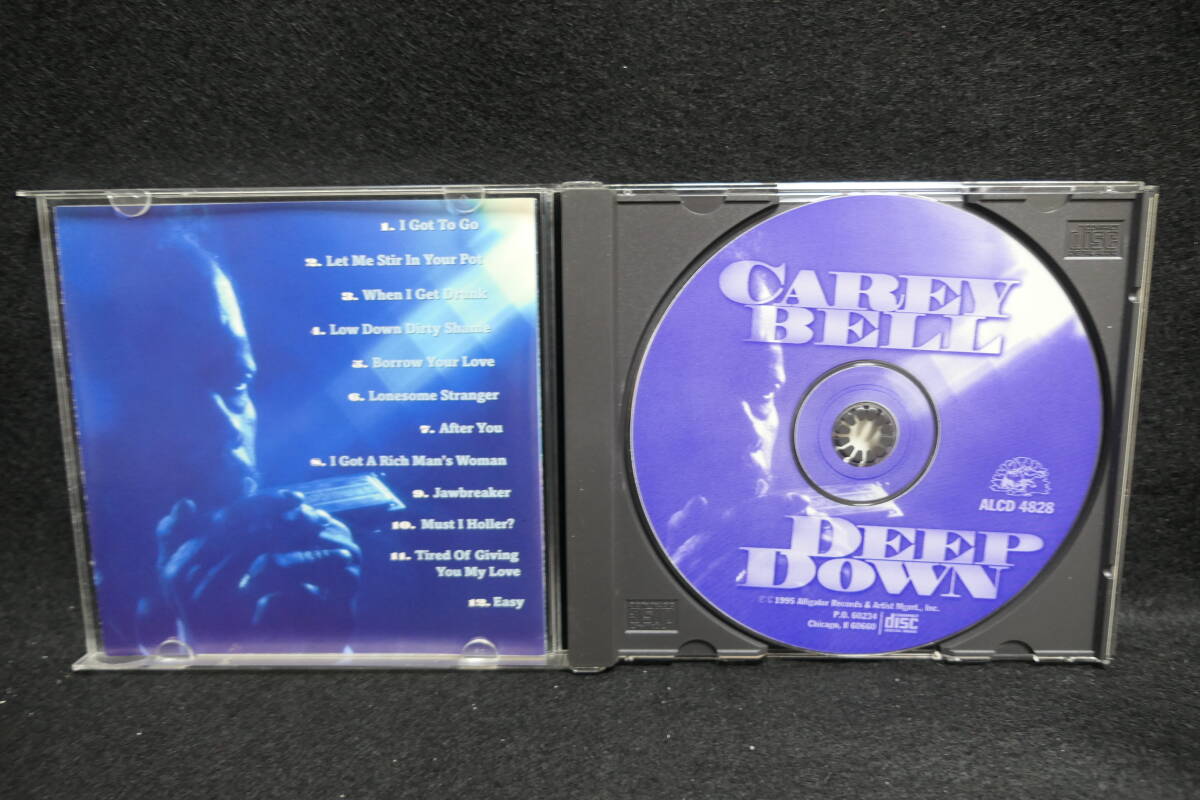 1. I Got To Go
2. Let Me Stir In Your Pot
3. When I Get Drunk
4. Low Down Dirty Shame
5. Borrow Your Love
6. Lonesome Stranger
7. After You
8. I Got A Rich Man's Woman
9. Jawbreaker
10. Must I Holler?
11. Tired Of Giving
You My Love
12. Easy
CAREY
BELL
ALCD 4828
DEEP
DOWN
1995 Alligator Records & Artist Mgmt., Inc.
P.O. 60234
Chicago, Il 60660
disc
disc